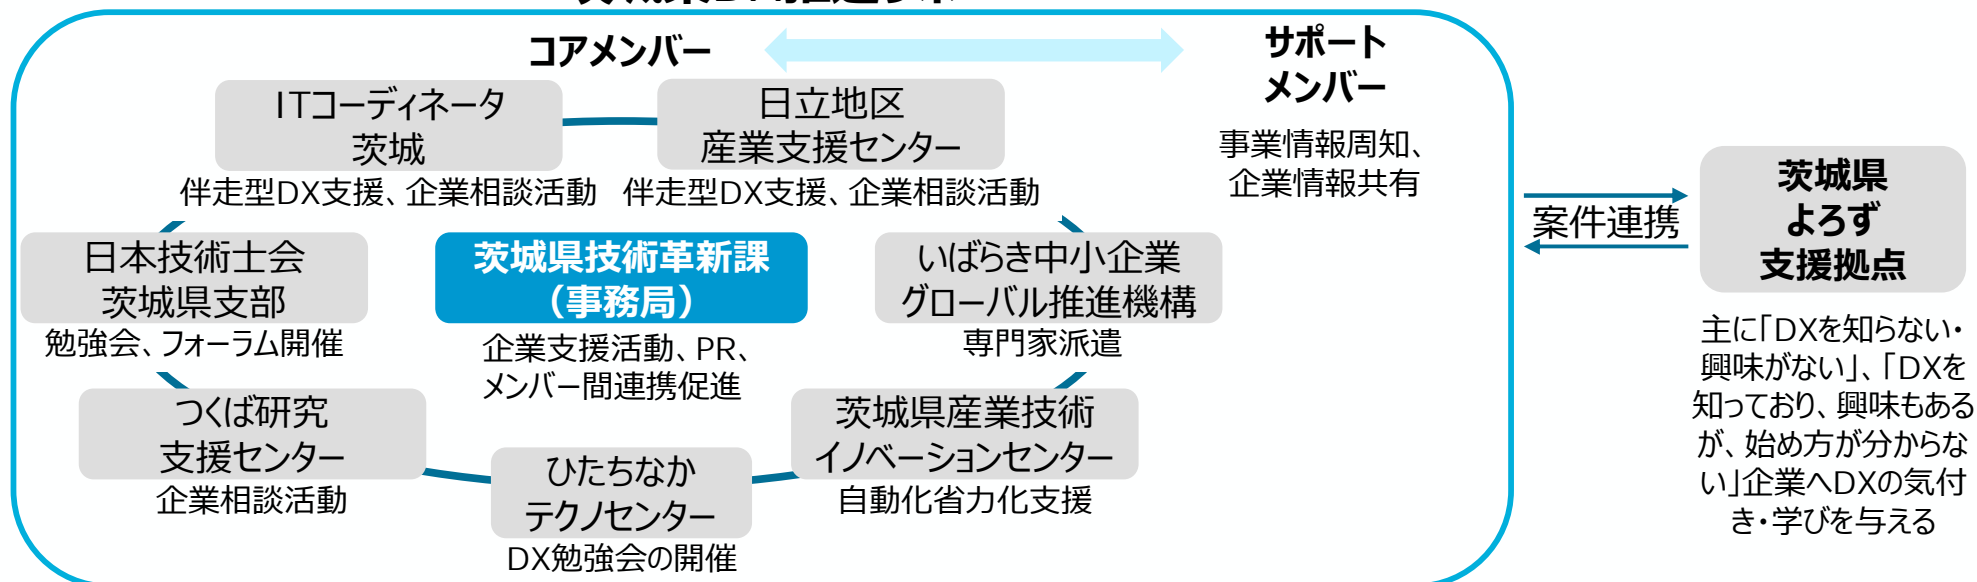 コアメンバー
サポート
メンバー
事業情報周知、
企業情報共有
ITコーディネータ
茨城
伴走型DX支援、企業相談活動
日立地区
産業支援センター
伴走型DX支援、企業相談活動
日本技術士会
茨城県支部
勉強会、フォーラム開催
茨城県技術革新課
（事務局）
企業支援活動、PR、
メンバー間連携促進
いばらき中小企業
グローバル推進機構
専門家派遣
つくば研究
支援センター
企業相談活動
ひたちなか
テクノセンター
DX勉強会の開催
茨城県産業技術
イノベーションセンター
自動化省力化支援
案件連携
茨城県
よろず
支援拠点
主に「DXを知らない・
興味がない」、「DXを
知っており、興味もある
が、始め方が分からな
い」企業へDXの気付
き・学びを与える